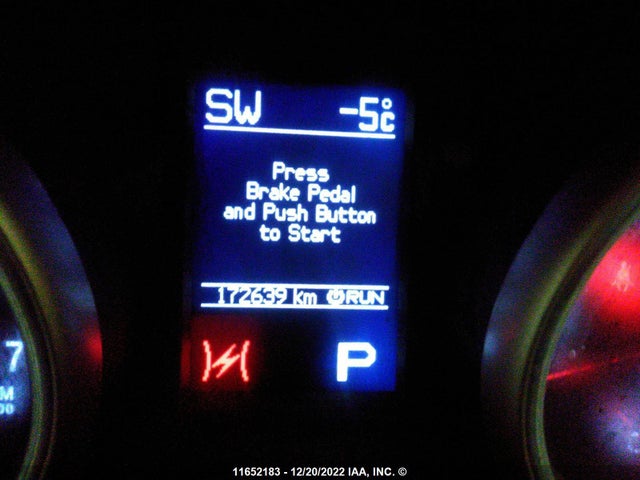 SW -5°C
Press
Brake Pedal
and Push Button
to Start
172639 km RUN
P
7
11652183 - 12/20/2022 IAA, INC. ©